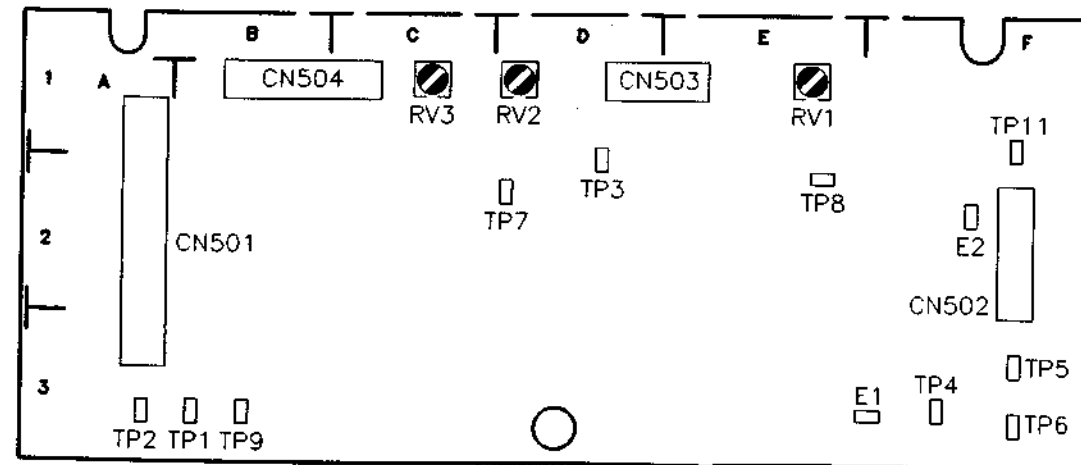 B C D E F
1 A CN504 CN503
RV3 RV2 RV1
TP11
TP3
TP7 TP8
2 CN501 E2
CN502
TP5
3 E1 TP4
TP2 TP1 TP9 TP6